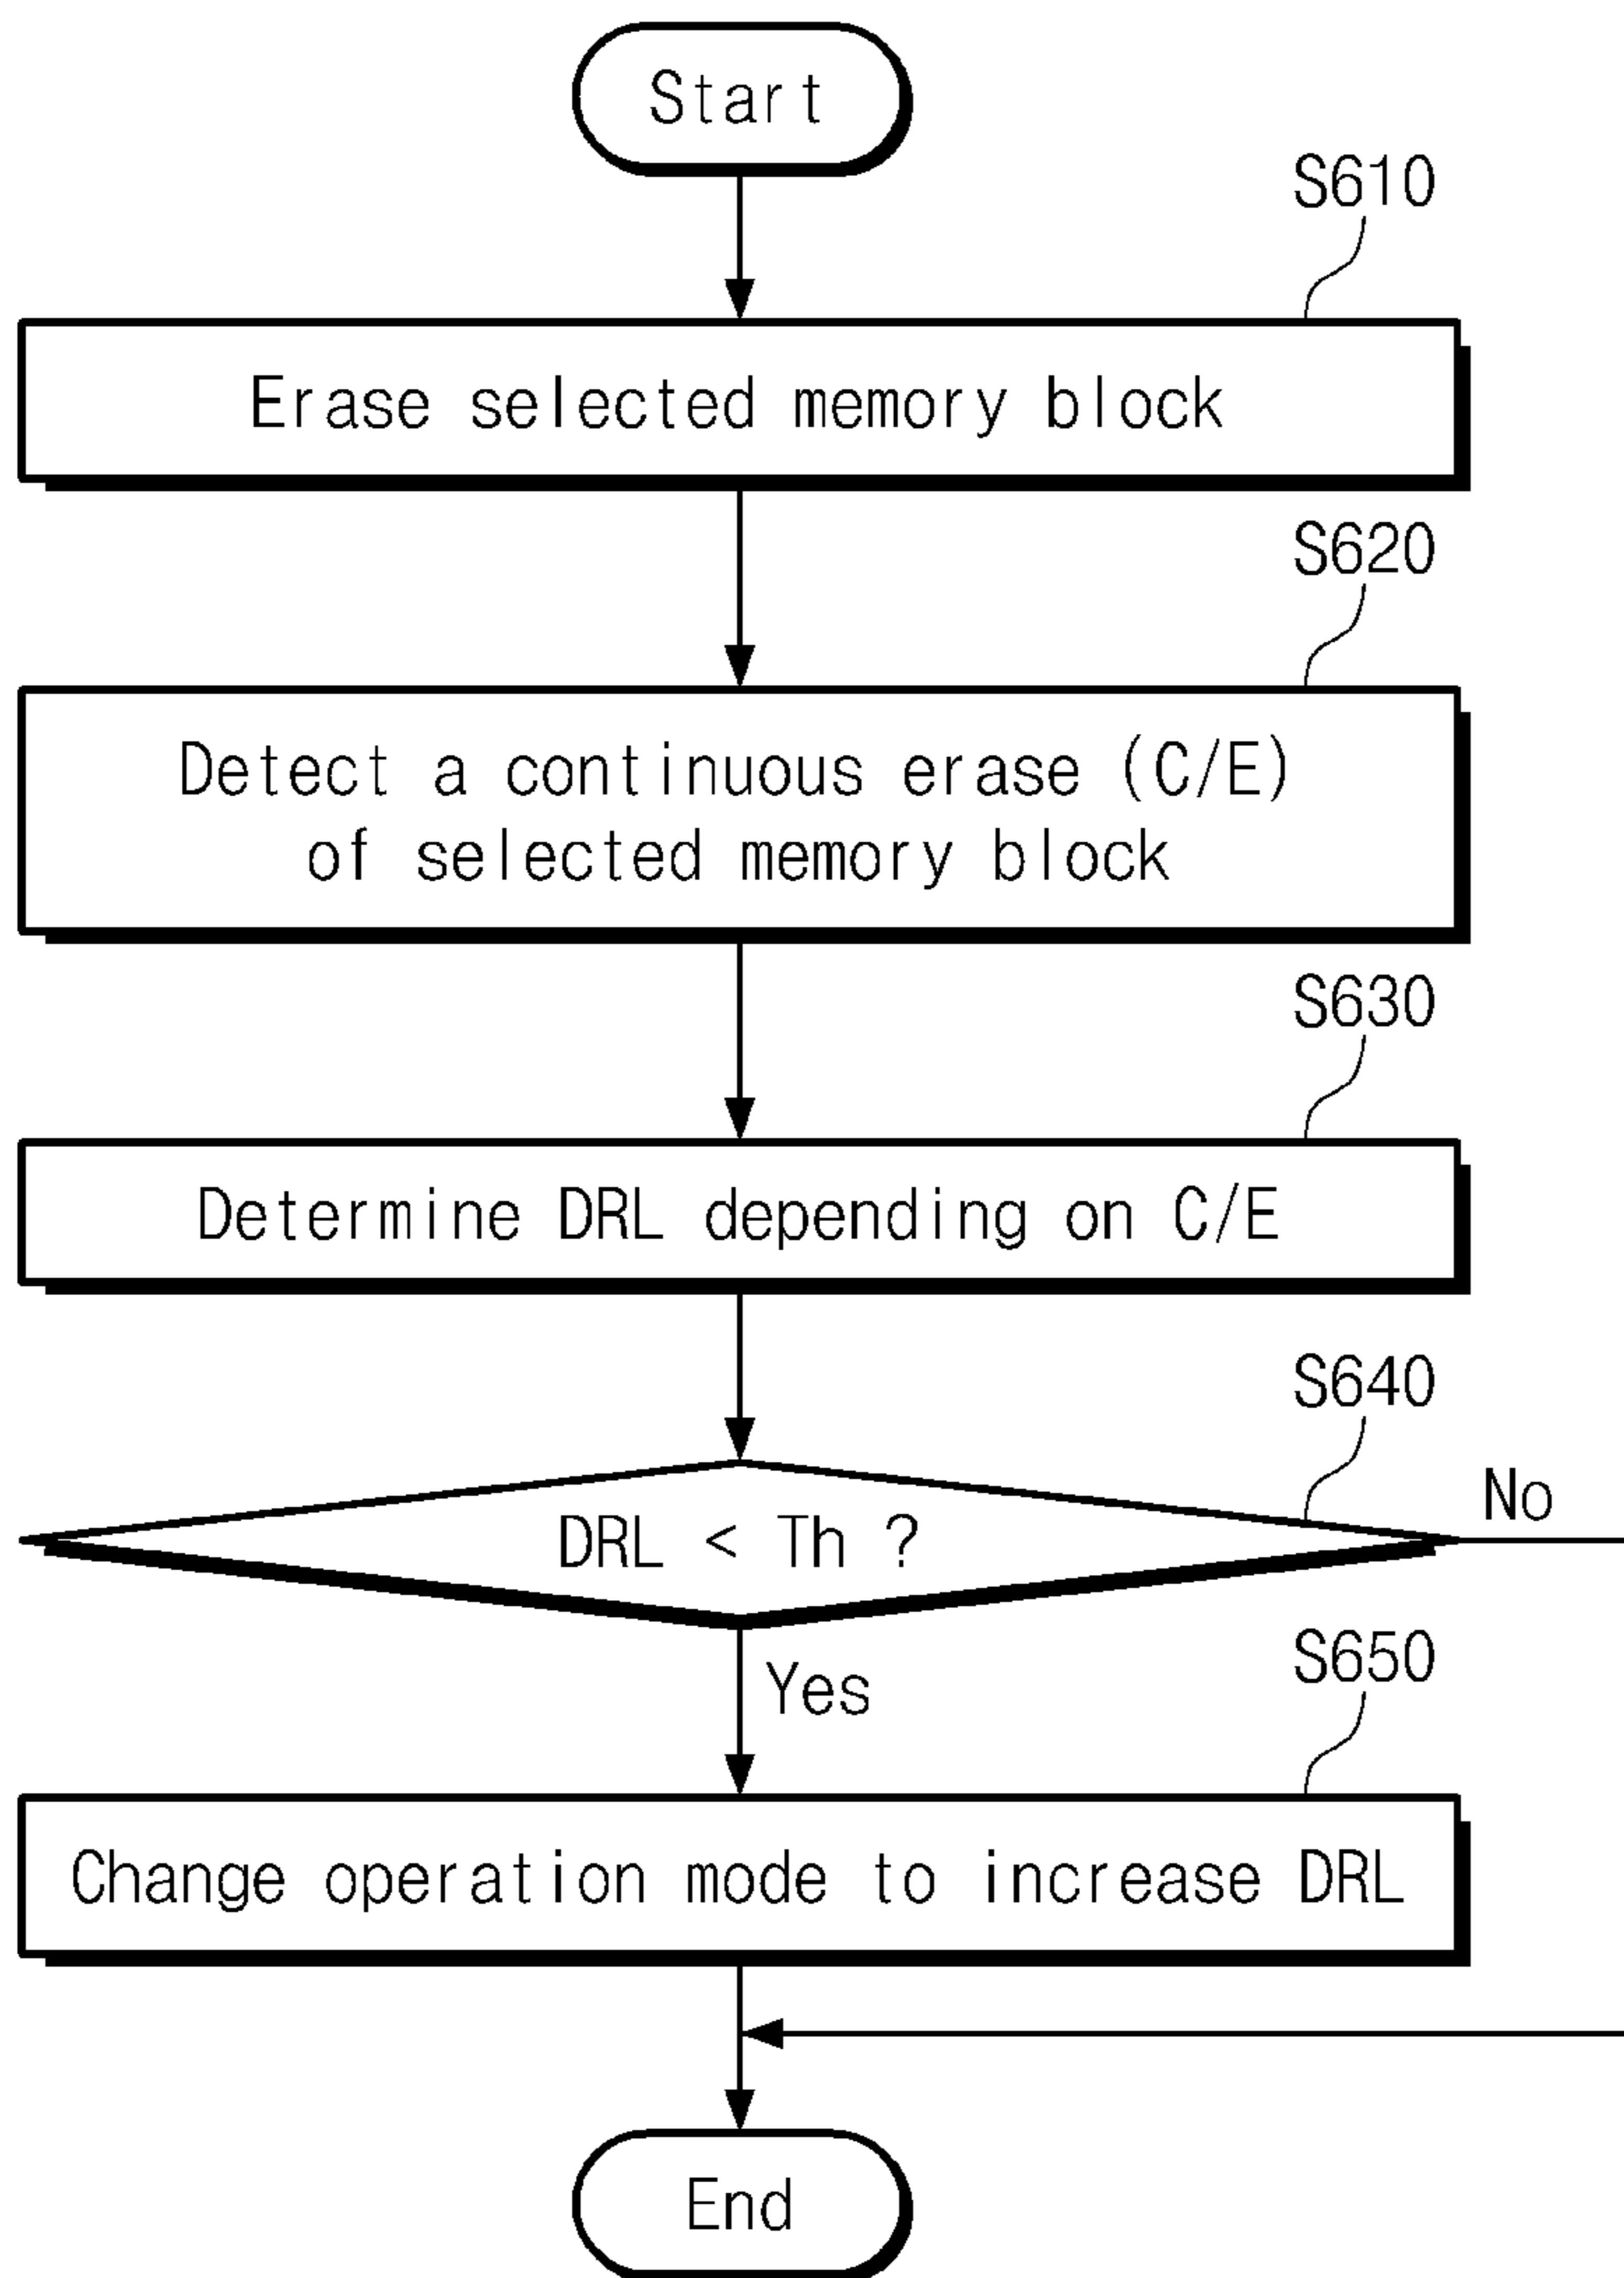 Start
S610
Erase selected memory block
S620
Detect a continuous erase (C/E)
of selected memory block
S630
Determine DRL depending on C/E
S640
DRL < Th ?
No
Yes
S650
Change operation mode to increase DRL
End